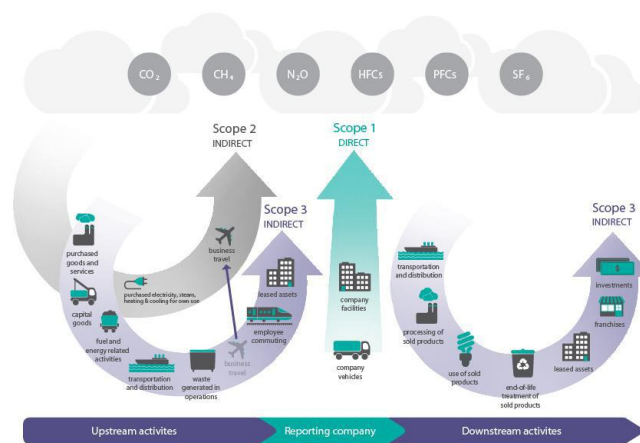 CO2
CH4
N2O
HFCs
PFCs
SF6
Scope 2
INDIRECT
Scope 1
DIRECT
Scope 3
INDIRECT
Scope 3
INDIRECT
purchased
goods and
services
capital
goods
fuel and
energy related
activities
purchased electricity, steam,
heating & cooling for own use
transportation
and distribution
waste
generated in
operations
business
travel
business
travel
employee
commuting
leased assets
company
facilities
company
vehicles
transportation
and distribution
processing of
sold products
use of sold
products
end-of-life
treatment of
sold products
leased assets
franchises
investments
Upstream activites
Reporting company
Downstream activites